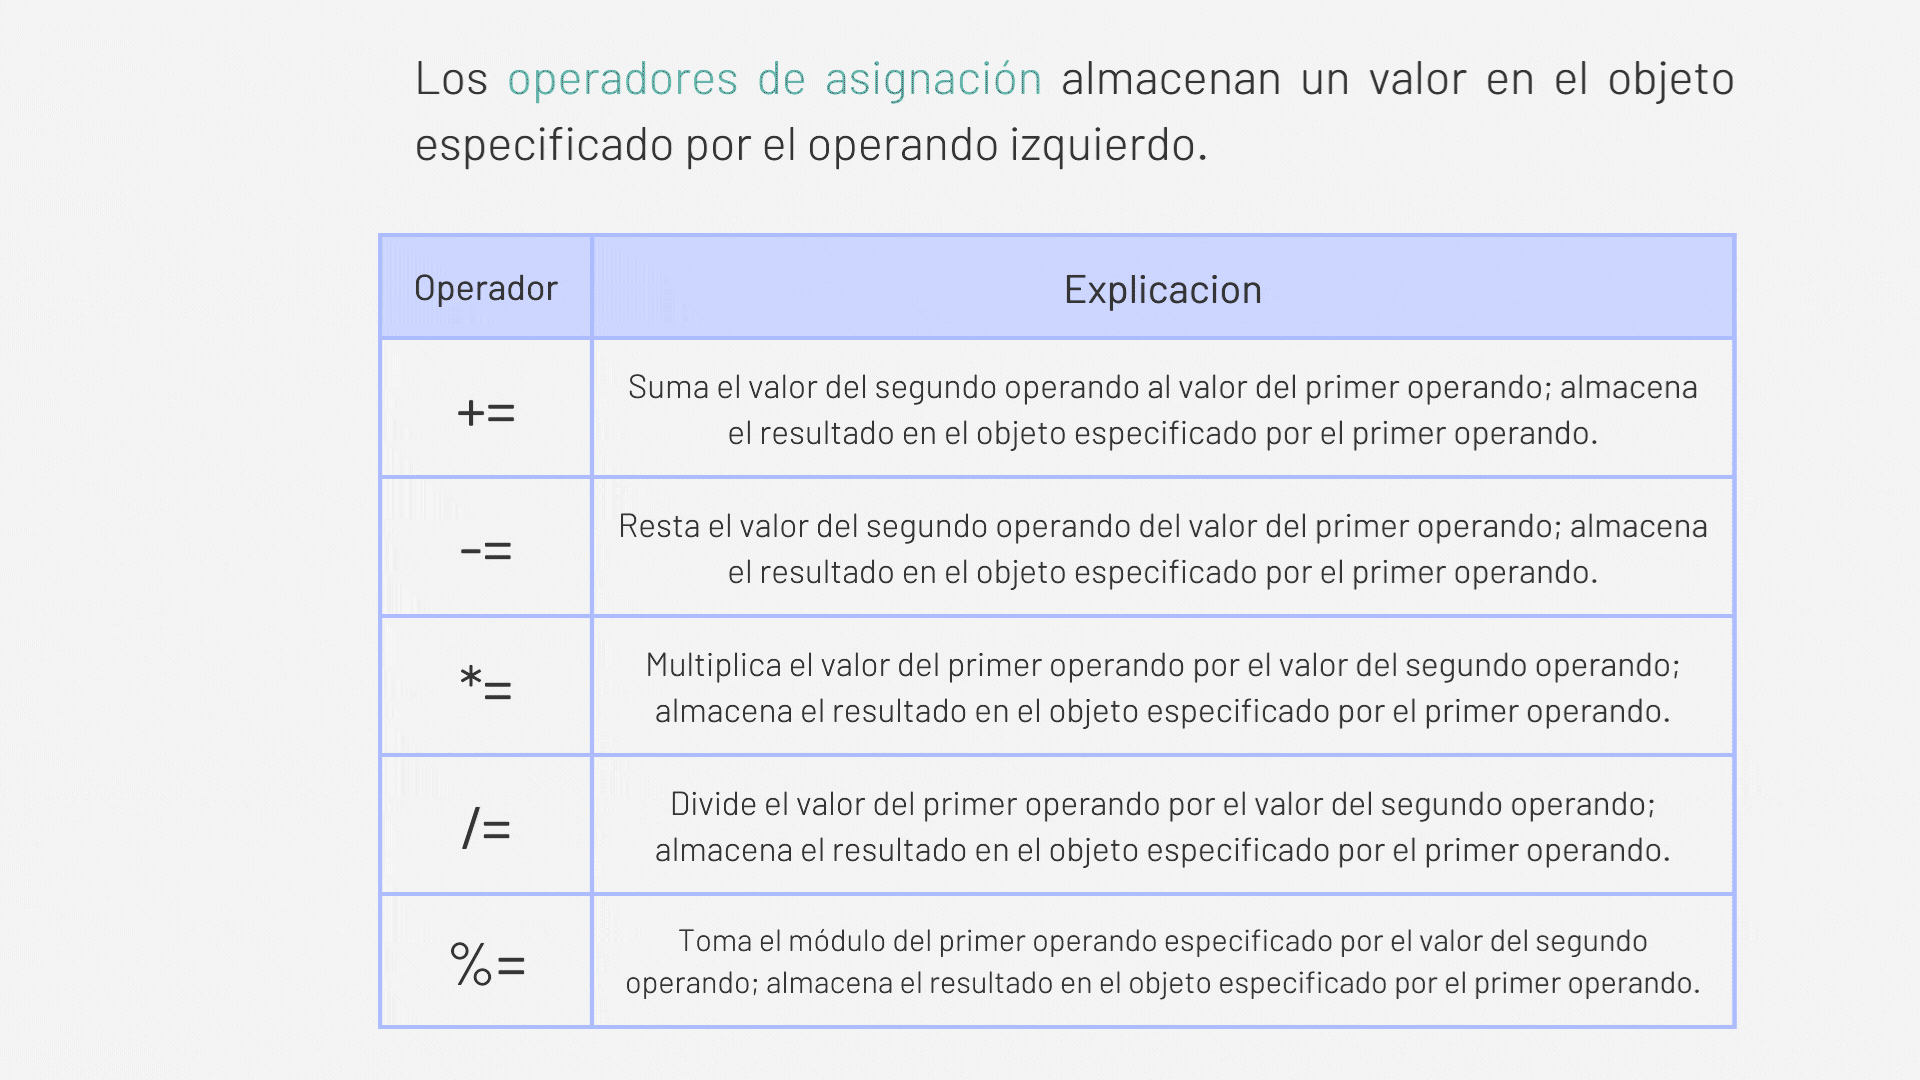 Los operadores de asignación almacenan un valor en el objeto
especificado por el operando izquierdo.
Operador
Explicacion
+=
Suma el valor del segundo operando al valor del primer operando; almacena
el resultado en el objeto especificado por el primer operando.
-=
Resta el valor del segundo operando del valor del primer operando; almacena
el resultado en el objeto especificado por el primer operando.
*=
Multiplica el valor del primer operando por el valor del segundo operando;
almacena el resultado en el objeto especificado por el primer operando.
/=
Divide el valor del primer operando por el valor del segundo operando;
almacena el resultado en el objeto especificado por el primer operando.
%=
Toma el módulo del primer operando especificado por el valor del segundo
operando; almacena el resultado en el objeto especificado por el primer operando.